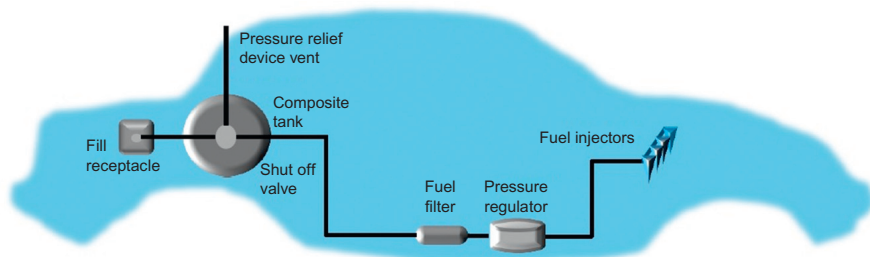 Pressure relief
device vent
Composite
tank
Fill
receptacle
Shut off
valve
Fuel
filter
Pressure
regulator
Fuel injectors